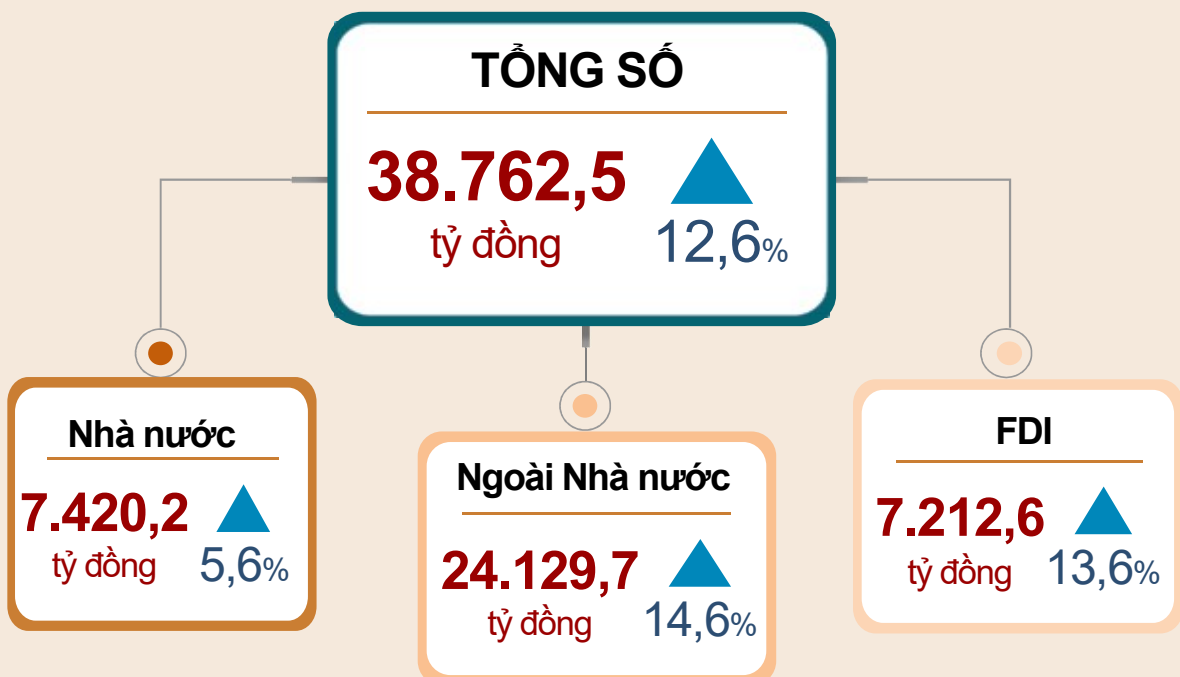 TỔNG SỐ
38.762,5
tỷ đồng
12,6%
Nhà nước
7.420,2
tỷ đồng
5,6%
Ngoài Nhà nước
24.129,7
tỷ đồng
14,6%
FDI
7.212,6
tỷ đồng
13,6%